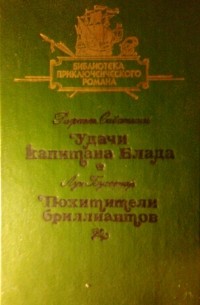 БИБЛИОТЕКА
ПРИКЛЮЧЕНЧЕСКОГО
РОМАНА
Рафаэль Сабатини
Удачи
капитана Блада
Луи Буссенар
Похитители
бриллиантов